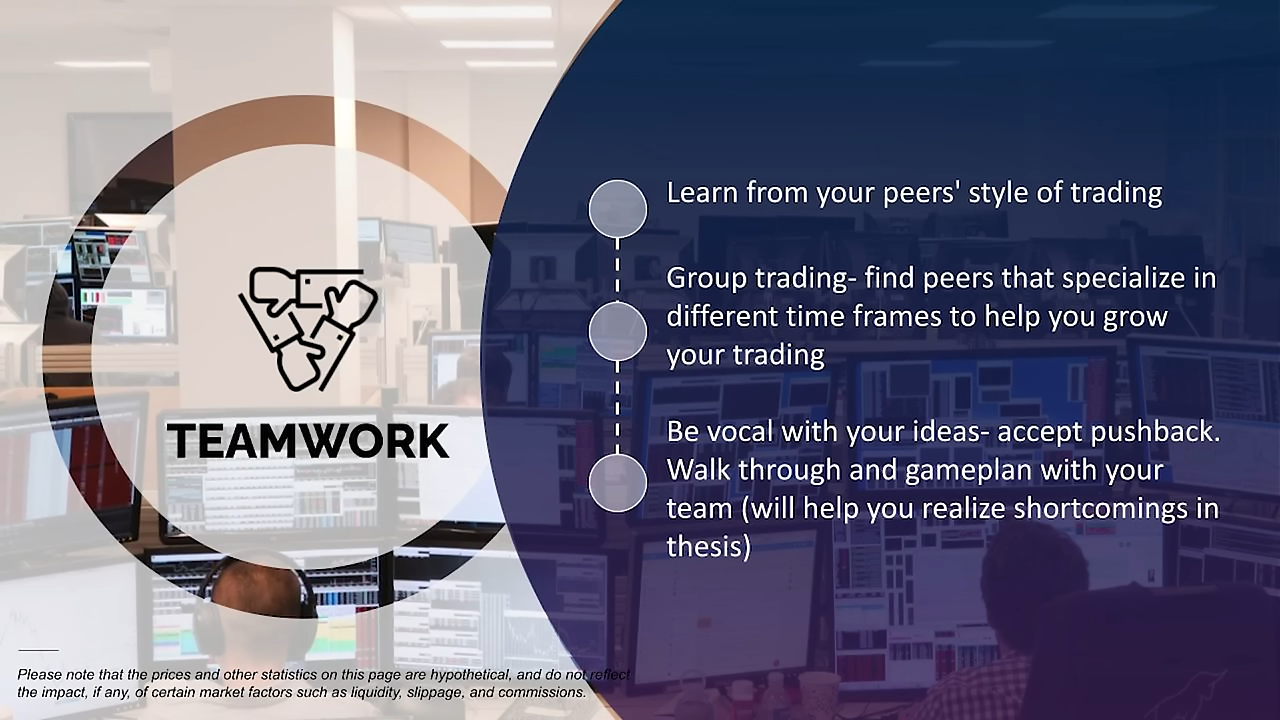 TEAMWORK
Learn from your peers' style of trading
Group trading- find peers that specialize in
different time frames to help you grow
your trading
Be vocal with your ideas- accept pushback.
Walk through and gameplan with your
team (will help you realize shortcomings in
thesis)
Please note that the prices and other statistics on this page are hypothetical, and do not reflect
the impact, if any, of certain market factors such as liquidity, slippage, and commissions.